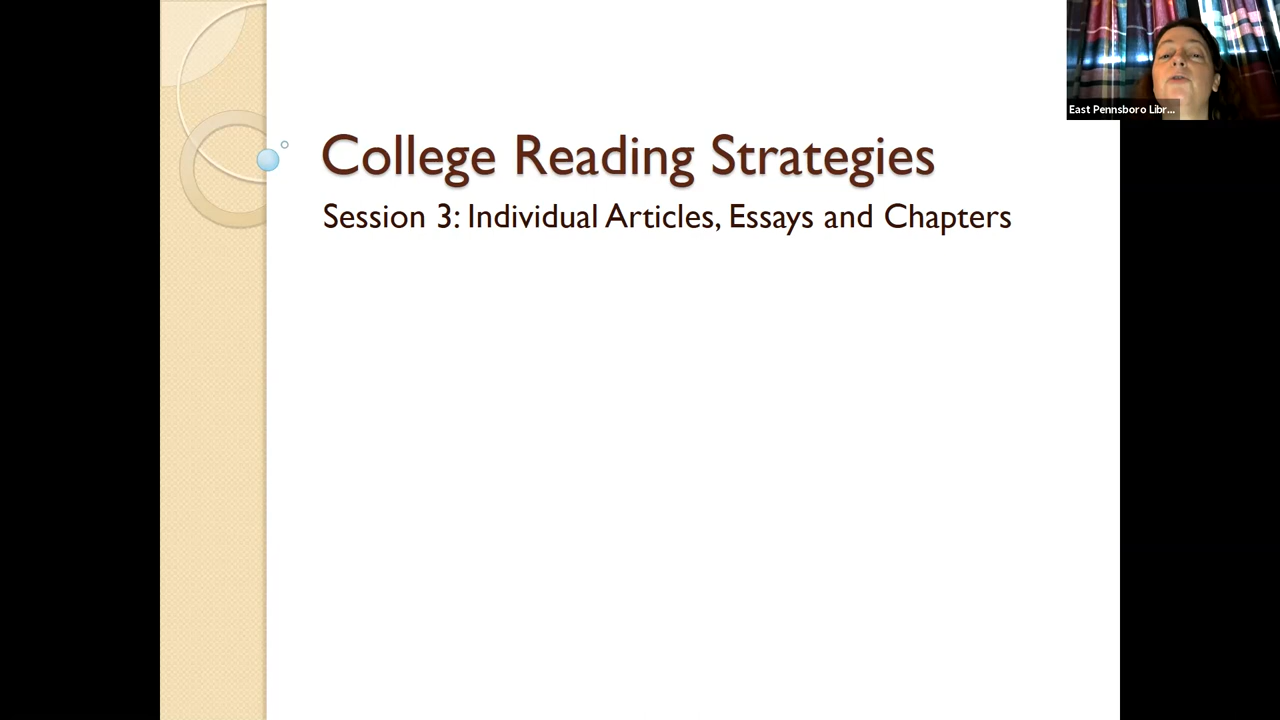 College Reading Strategies
Session 3: Individual Articles, Essays and Chapters
East Pennsboro Libr...